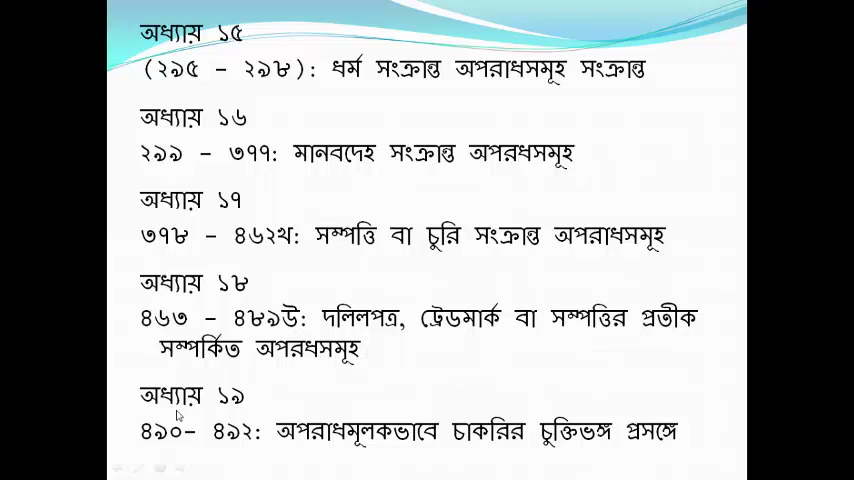 অধ্যায় ১৫
(২৯৫ - ২৯৮): ধর্ম সংক্রান্ত অপরাধসমূহ সংক্রান্ত
অধ্যায় ১৬
২৯৯ - ৩৭৭: মানবদেহ সংক্রান্ত অপরধসমূহ
অধ্যায় ১৭
৩৭৮ - ৪৬২খ: সম্পত্তি বা চুরি সংক্রান্ত অপরাধসমূহ
অধ্যায় ১৮
৪৬৩ - ৪৮৯উ: দলিলপত্র, ট্রেডমার্ক বা সম্পত্তির প্রতীক
সম্পর্কিত অপরধসমূহ
অধ্যায় ১৯
৪৯০- ৪৯২: অপরাধমূলকভাবে চাকরির চুক্তিভঙ্গ প্রসঙ্গে